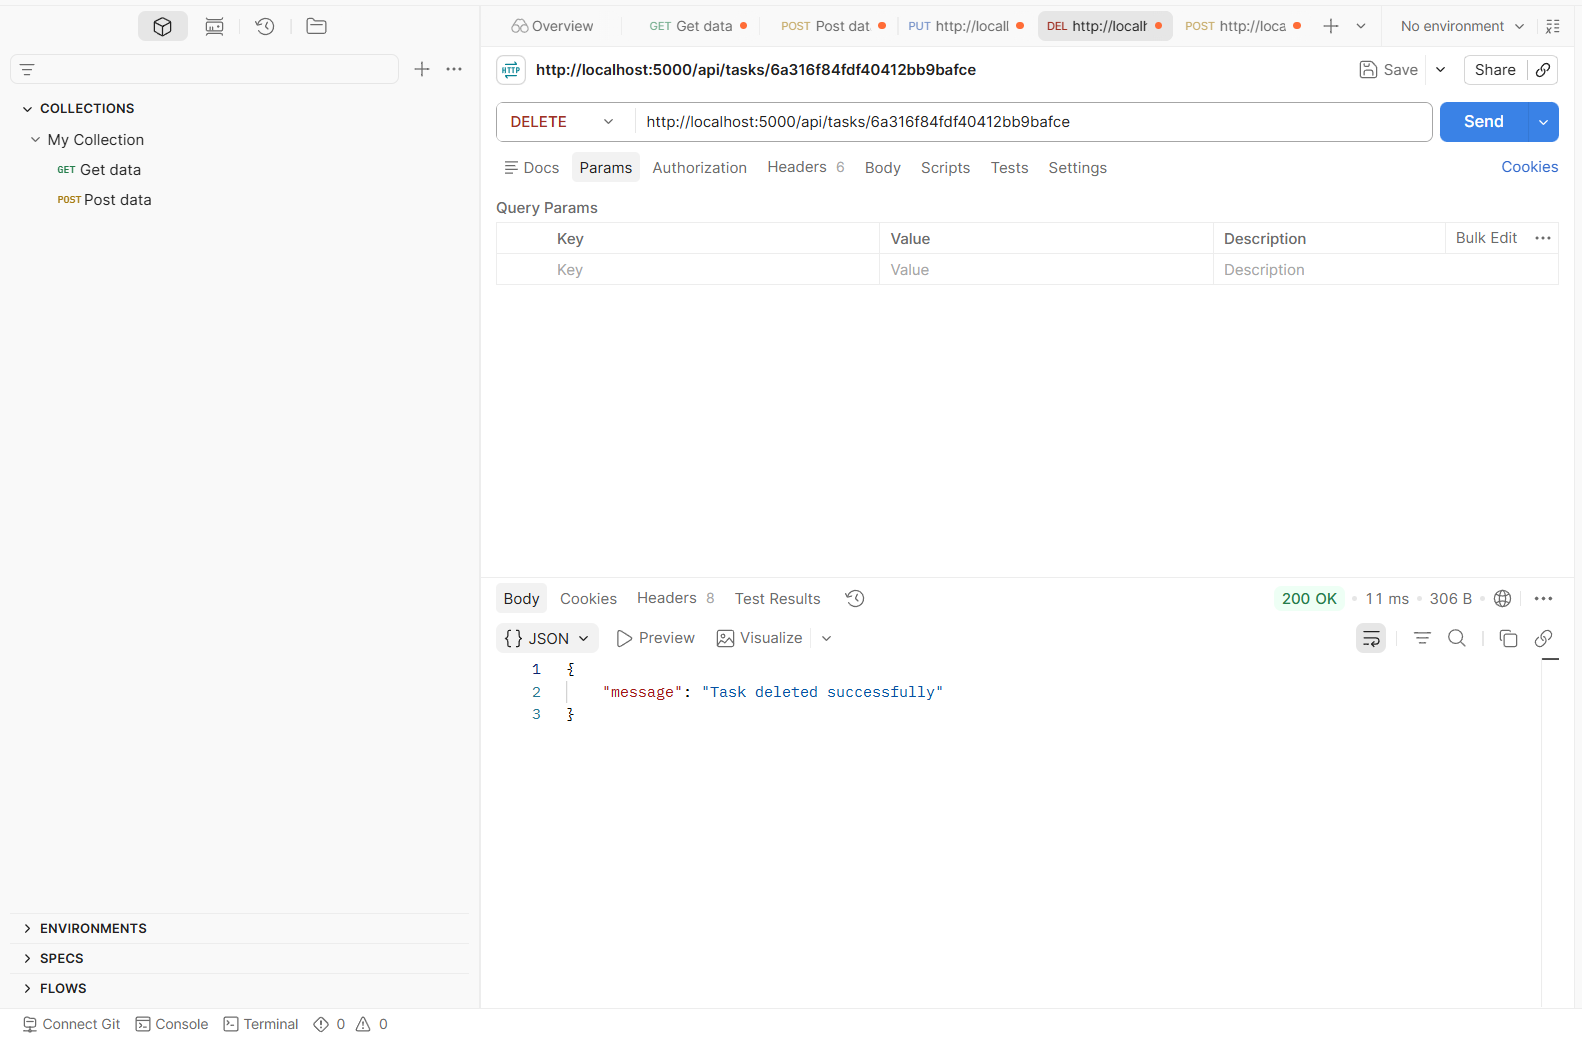 Overview GET Get data POST Post dat PUT http://locall DEL http://localh POST http://loca No environment
HTTP http://localhost:5000/api/tasks/6a316f84fdf40412bb9bafce Save Share
COLLECTIONS
My Collection
GET Get data
POST Post data
DELETE http://localhost:5000/api/tasks/6a316f84fdf40412bb9bafce Send
Docs Params Authorization Headers 6 Body Scripts Tests Settings Cookies
Query Params
Key Value Description Bulk Edit
Key Value Description
Body Cookies Headers 8 Test Results 200 OK 11 ms 306 B
{} JSON Preview Visualize
1 {
2 "message": "Task deleted successfully"
3 }
ENVIRONMENTS
SPECS
FLOWS
Connect Git Console Terminal 0 0